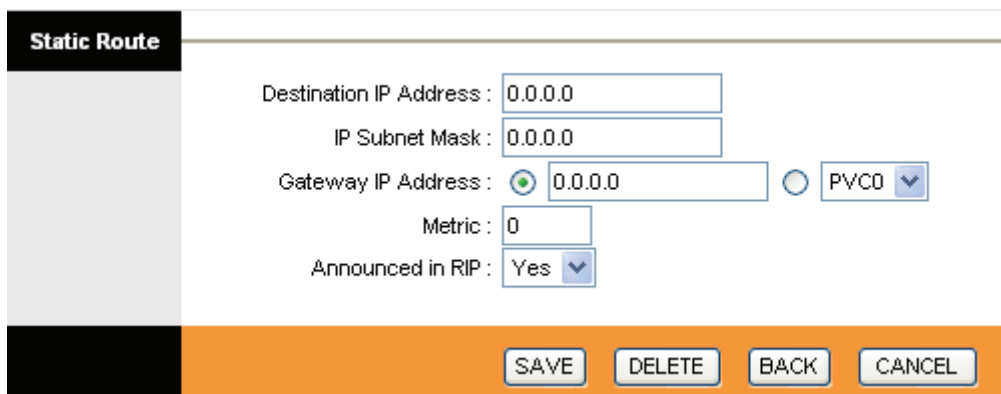 Static Route
Destination IP Address : 0.0.0.0
IP Subnet Mask : 0.0.0.0
Gateway IP Address : 0.0.0.0 PVC0
Metric : 0
Announced in RIP : Yes
SAVE DELETE BACK CANCEL